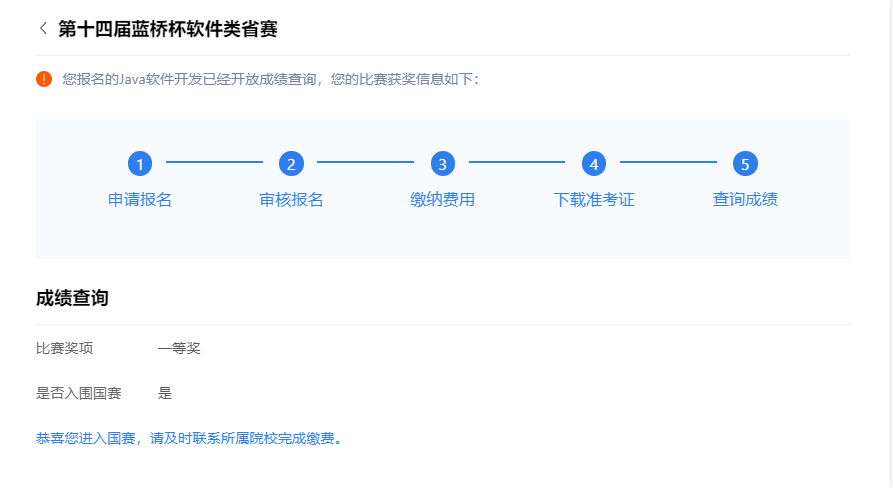 第十四届蓝桥杯软件类省赛
您报名的Java软件开发已经开放成绩查询，您的比赛获奖信息如下：
1 2 3 4 5
申请报名 审核报名 缴纳费用 下载准考证 查询成绩
成绩查询
比赛奖项 一等奖
是否入围国赛 是
恭喜您进入国赛，请及时联系所属院校完成缴费。